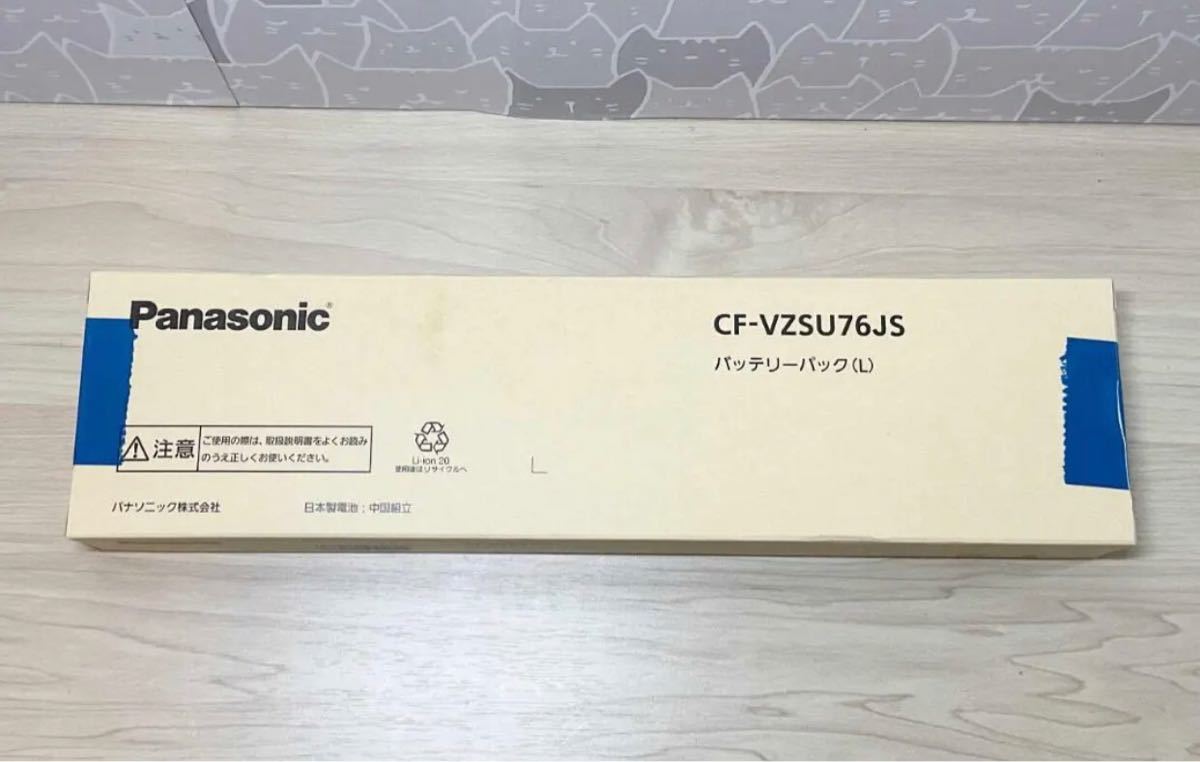 Panasonic®
CF-VZSU76JS
バッテリーパック(L)
注意
ご使用の際は、取扱説明書をよくお読み
のうえ正しくお使いください。
Li-ion 20
使用後はリサイクルへ
パナソニック株式会社
日本製電池:中国組立